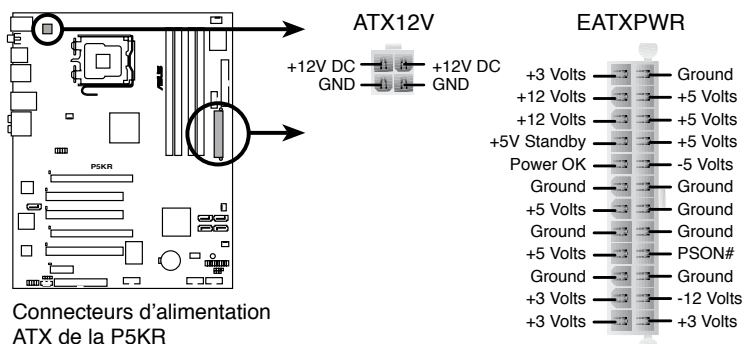 ATX12V
EATXPWR
+12V DC
+12V DC
GND
GND
+3 Volts
Ground
+12 Volts
+5 Volts
+12 Volts
+5 Volts
+5V Standby
+5 Volts
Power OK
-5 Volts
Ground
Ground
+5 Volts
Ground
Ground
Ground
+5 Volts
PSON#
Ground
Ground
+3 Volts
-12 Volts
+3 Volts
+3 Volts
ASUS
P5KR
Connecteurs d’alimentation
ATX de la P5KR